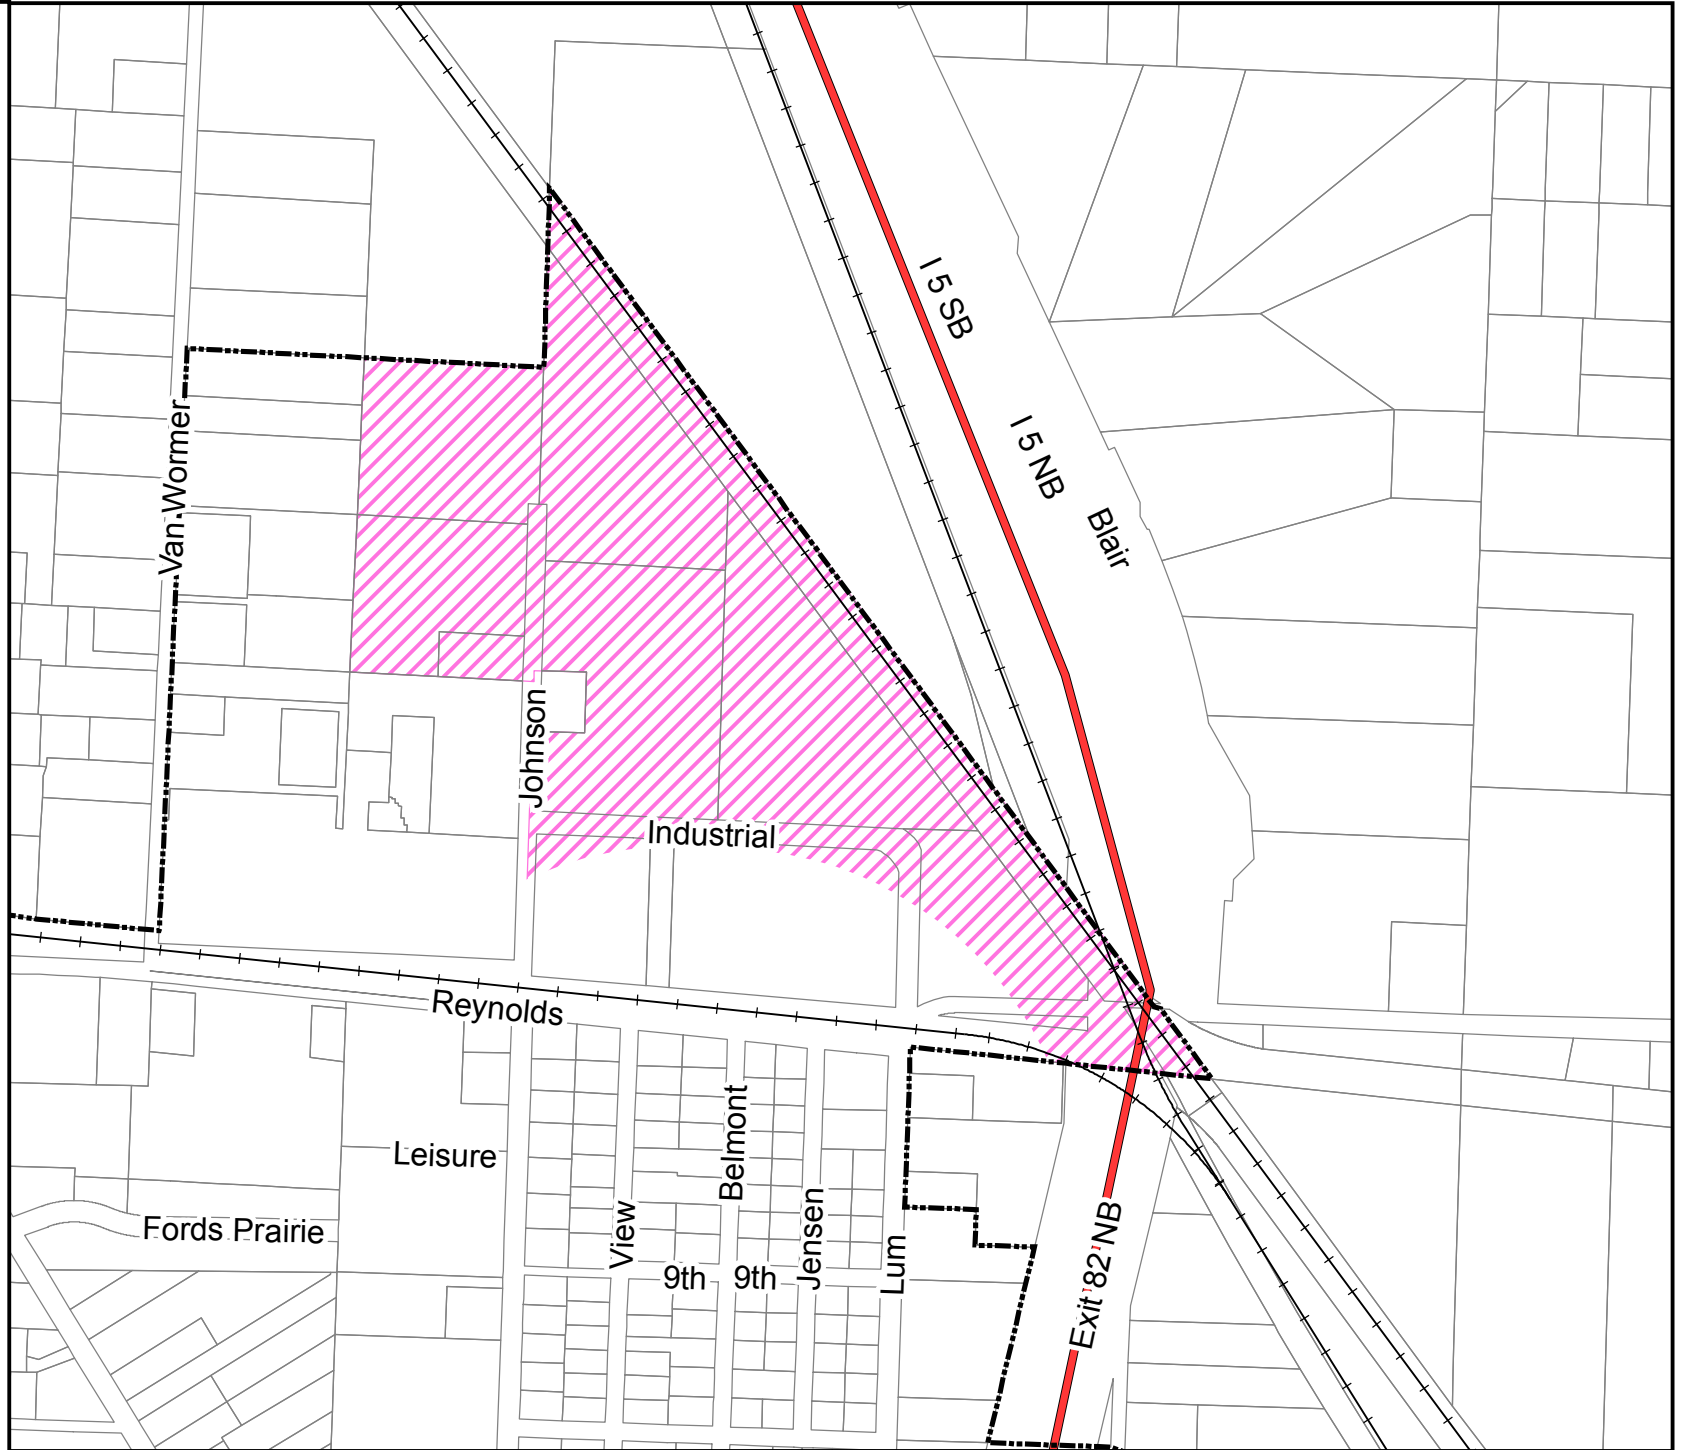 I 5 SB
I 5 NB
Van Wormer
Blair
Johnson
Industrial
Reynolds
Belmont
Leisure
View
Jensen
Fords Prairie
Lum
Exit 82 NB
9th
9th